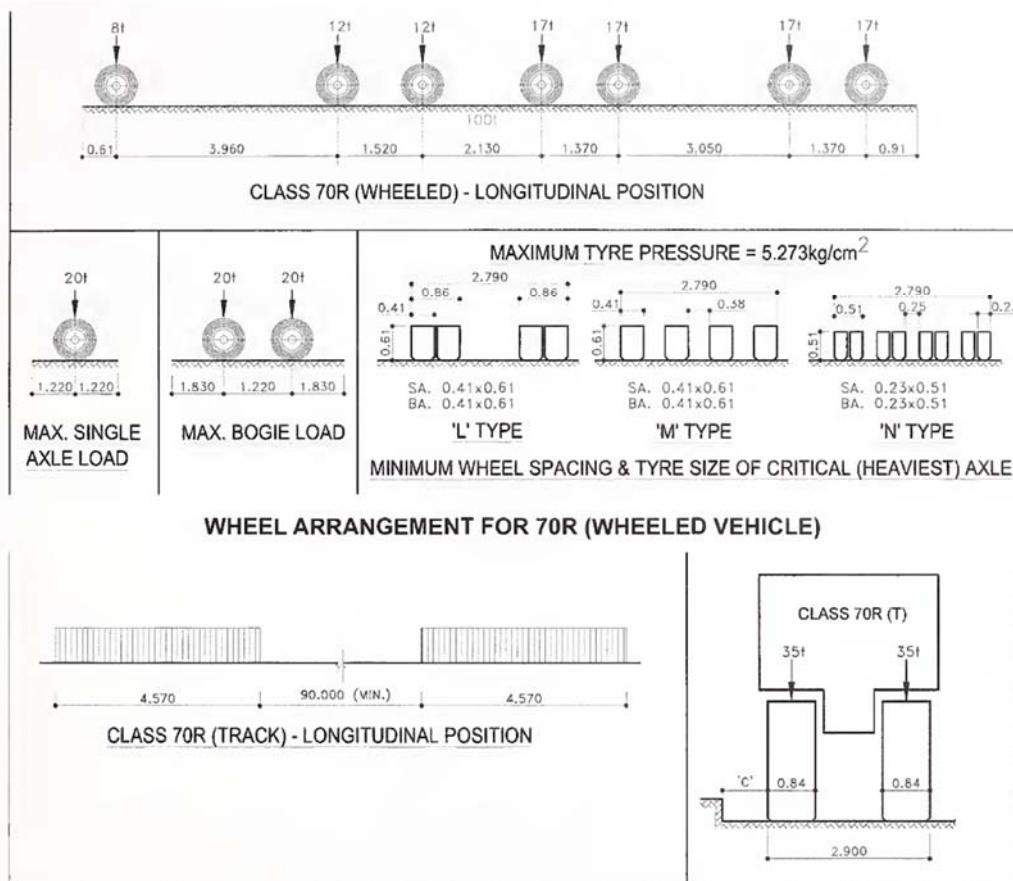 8t 12t 12t 17t 17t 17t 17t
100t
0.61 3.960 1.520 2.130 1.370 3.050 1.370 0.91
CLASS 70R (WHEELED) - LONGITUDINAL POSITION
20t
1.220 1.220
MAX. SINGLE
AXLE LOAD
20t 20t
1.830 1.220 1.830
MAX. BOGIE LOAD
MAXIMUM TYRE PRESSURE = 5.273kg/cm2
2.790
0.86 0.86
0.41
0.61
SA. 0.41x0.61
BA. 0.41x0.61
'L' TYPE
2.790
0.41 0.38
0.61
SA. 0.41x0.61
BA. 0.41x0.61
'M' TYPE
2.790
0.51 0.25
0.51
SA. 0.23x0.51
BA. 0.23x0.51
'N' TYPE
MINIMUM WHEEL SPACING & TYRE SIZE OF CRITICAL (HEAVIEST) AXLE
WHEEL ARRANGEMENT FOR 70R (WHEELED VEHICLE)
4.570 90.000 (MIN.) 4.570
CLASS 70R (TRACK) - LONGITUDINAL POSITION
CLASS 70R (T)
35t 35t
'C' 0.84 0.84
2.900